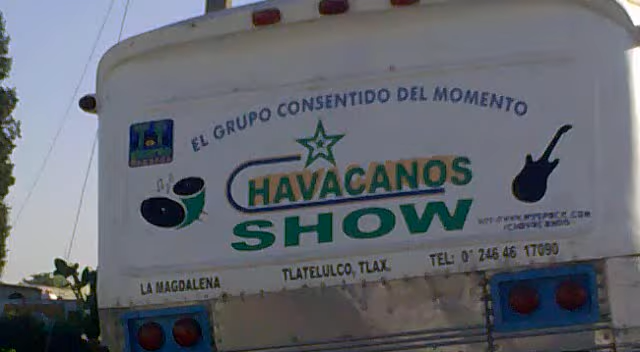 EL GRUPO CONSENTIDO DEL MOMENTO
CHAVACANOS
SHOW
LA MAGDALENA TLATELULCO, TLAX. TEL: 01 246 46 17090